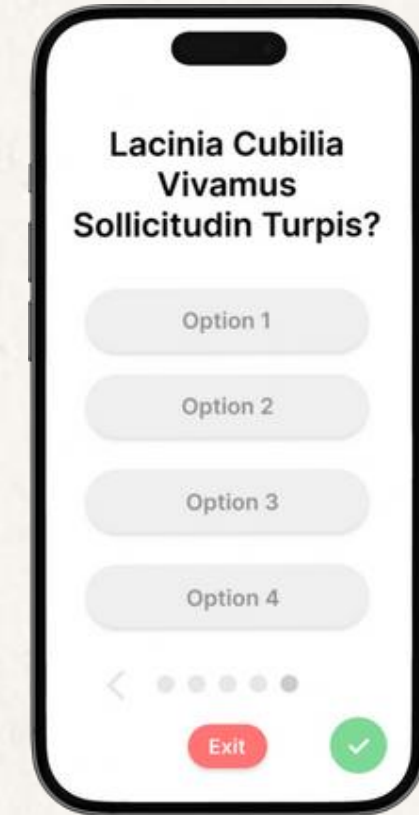 Lacinia Cubilia
Vivamus
Sollicitudin Turpis?
Option 1
Option 2
Option 3
Option 4
Exit